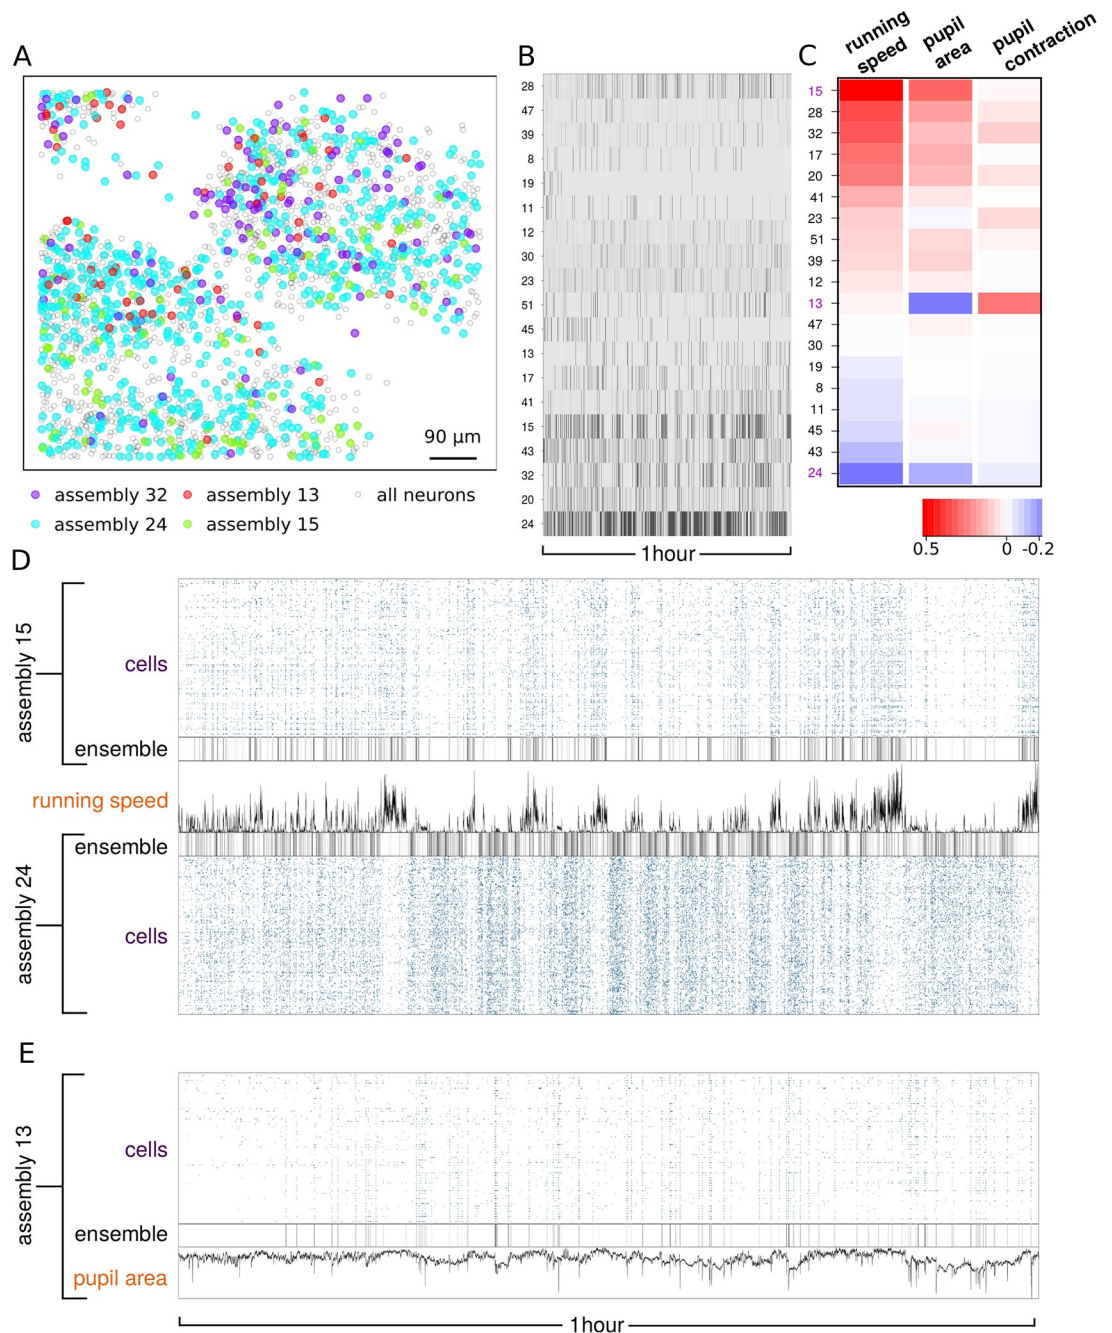 A
90 µm
assembly 32
assembly 13
all neurons
assembly 24
assembly 15
B
28
47
39
8
19
11
12
30
23
51
45
13
17
41
15
43
32
20
24
1hour
C
running speed
pupil area
pupil contraction
15
28
32
17
20
41
23
51
39
12
13
47
30
19
8
11
45
43
24
0.5
0
-0.2
D
assembly 15
cells
ensemble
running speed
ensemble
assembly 24
cells
E
assembly 13
cells
ensemble
pupil area
1hour